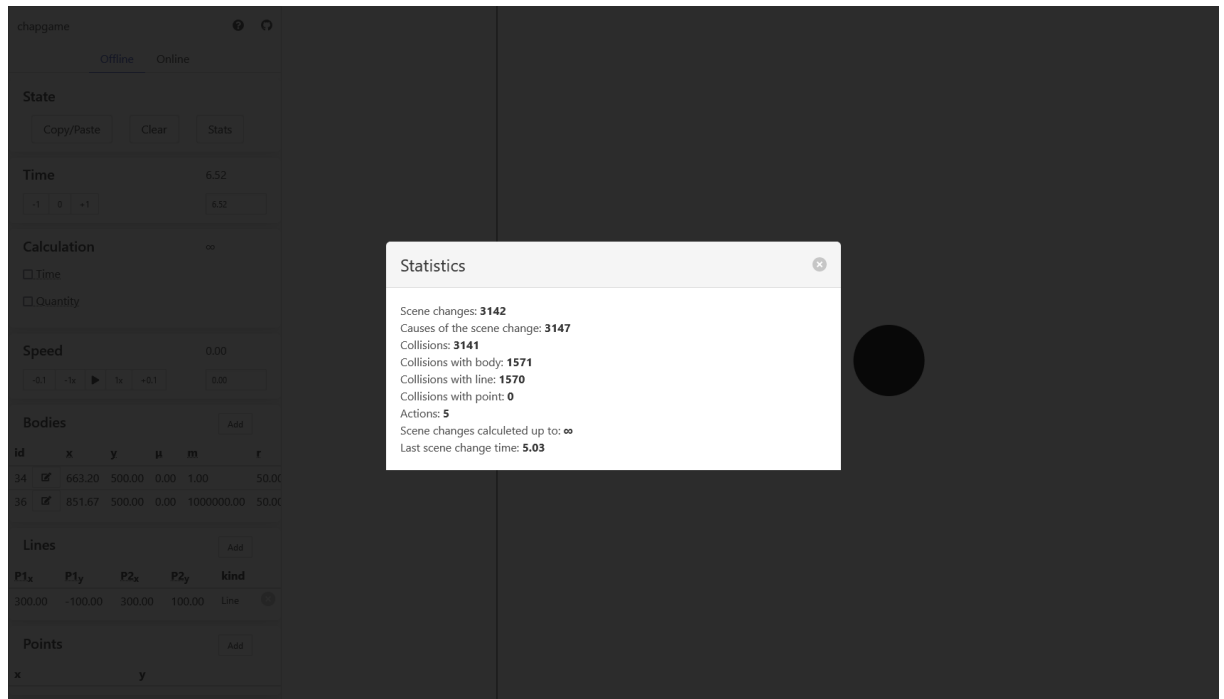 chapgame
Offline Online
State
Copy/Paste Clear Stats
Time 6.52
-1 0 +1 6.52
Calculation ∞
Time
Quantity
Speed 0.00
-0.1 -1x 1x +0.1 0.00
Bodies Add
id x y μ m r
34 663.20 500.00 0.00 1.00 50.00
36 851.67 500.00 0.00 1000000.00 50.00
Lines Add
P1x P1y P2x P2y kind
300.00 -100.00 300.00 100.00 Line
Points Add
x y
Statistics
Scene changes: 3142
Causes of the scene change: 3147
Collisions: 3141
Collisions with body: 1571
Collisions with line: 1570
Collisions with point: 0
Actions: 5
Scene changes calculeted up to: ∞
Last scene change time: 5.03